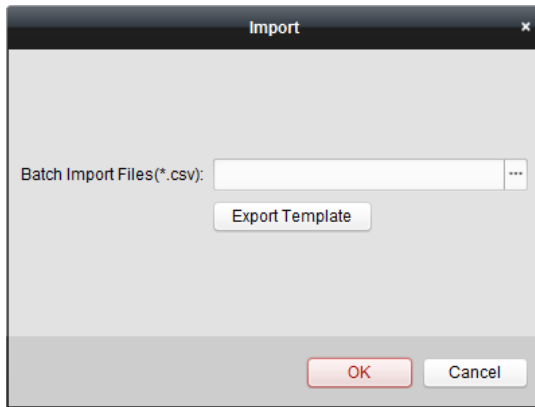 Import
Batch Import Files(*.csv):
...
Export Template
OK
Cancel